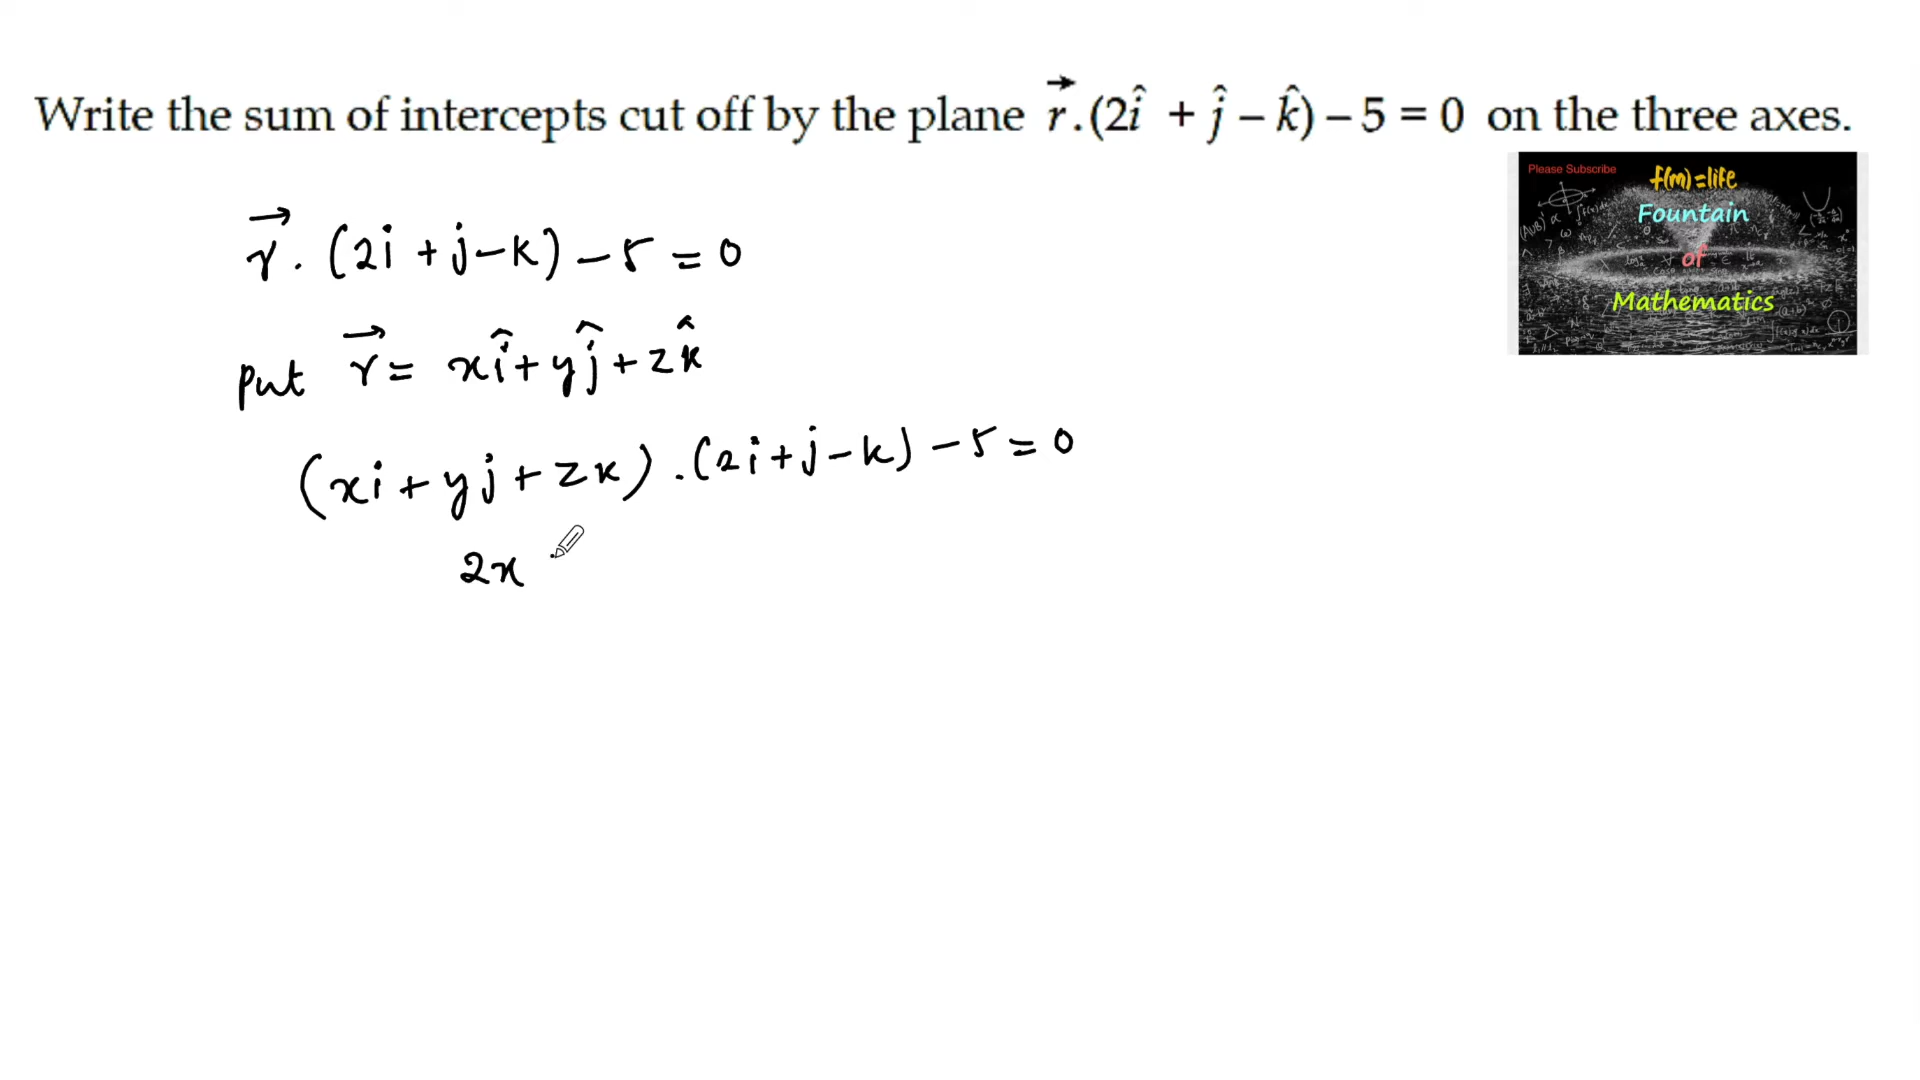 Write the sum of intercepts cut off by the plane r⃗.(2î + ĵ – k̂) – 5 = 0 on the three axes.
Please Subscribe
f(m)=life
Fountain
of
Mathematics
r⃗. (2i + j – k) – 5 = 0
put r⃗ = xî + yĵ + zk̂
(xi + yj + zk) . (2i + j – k) – 5 = 0
2x